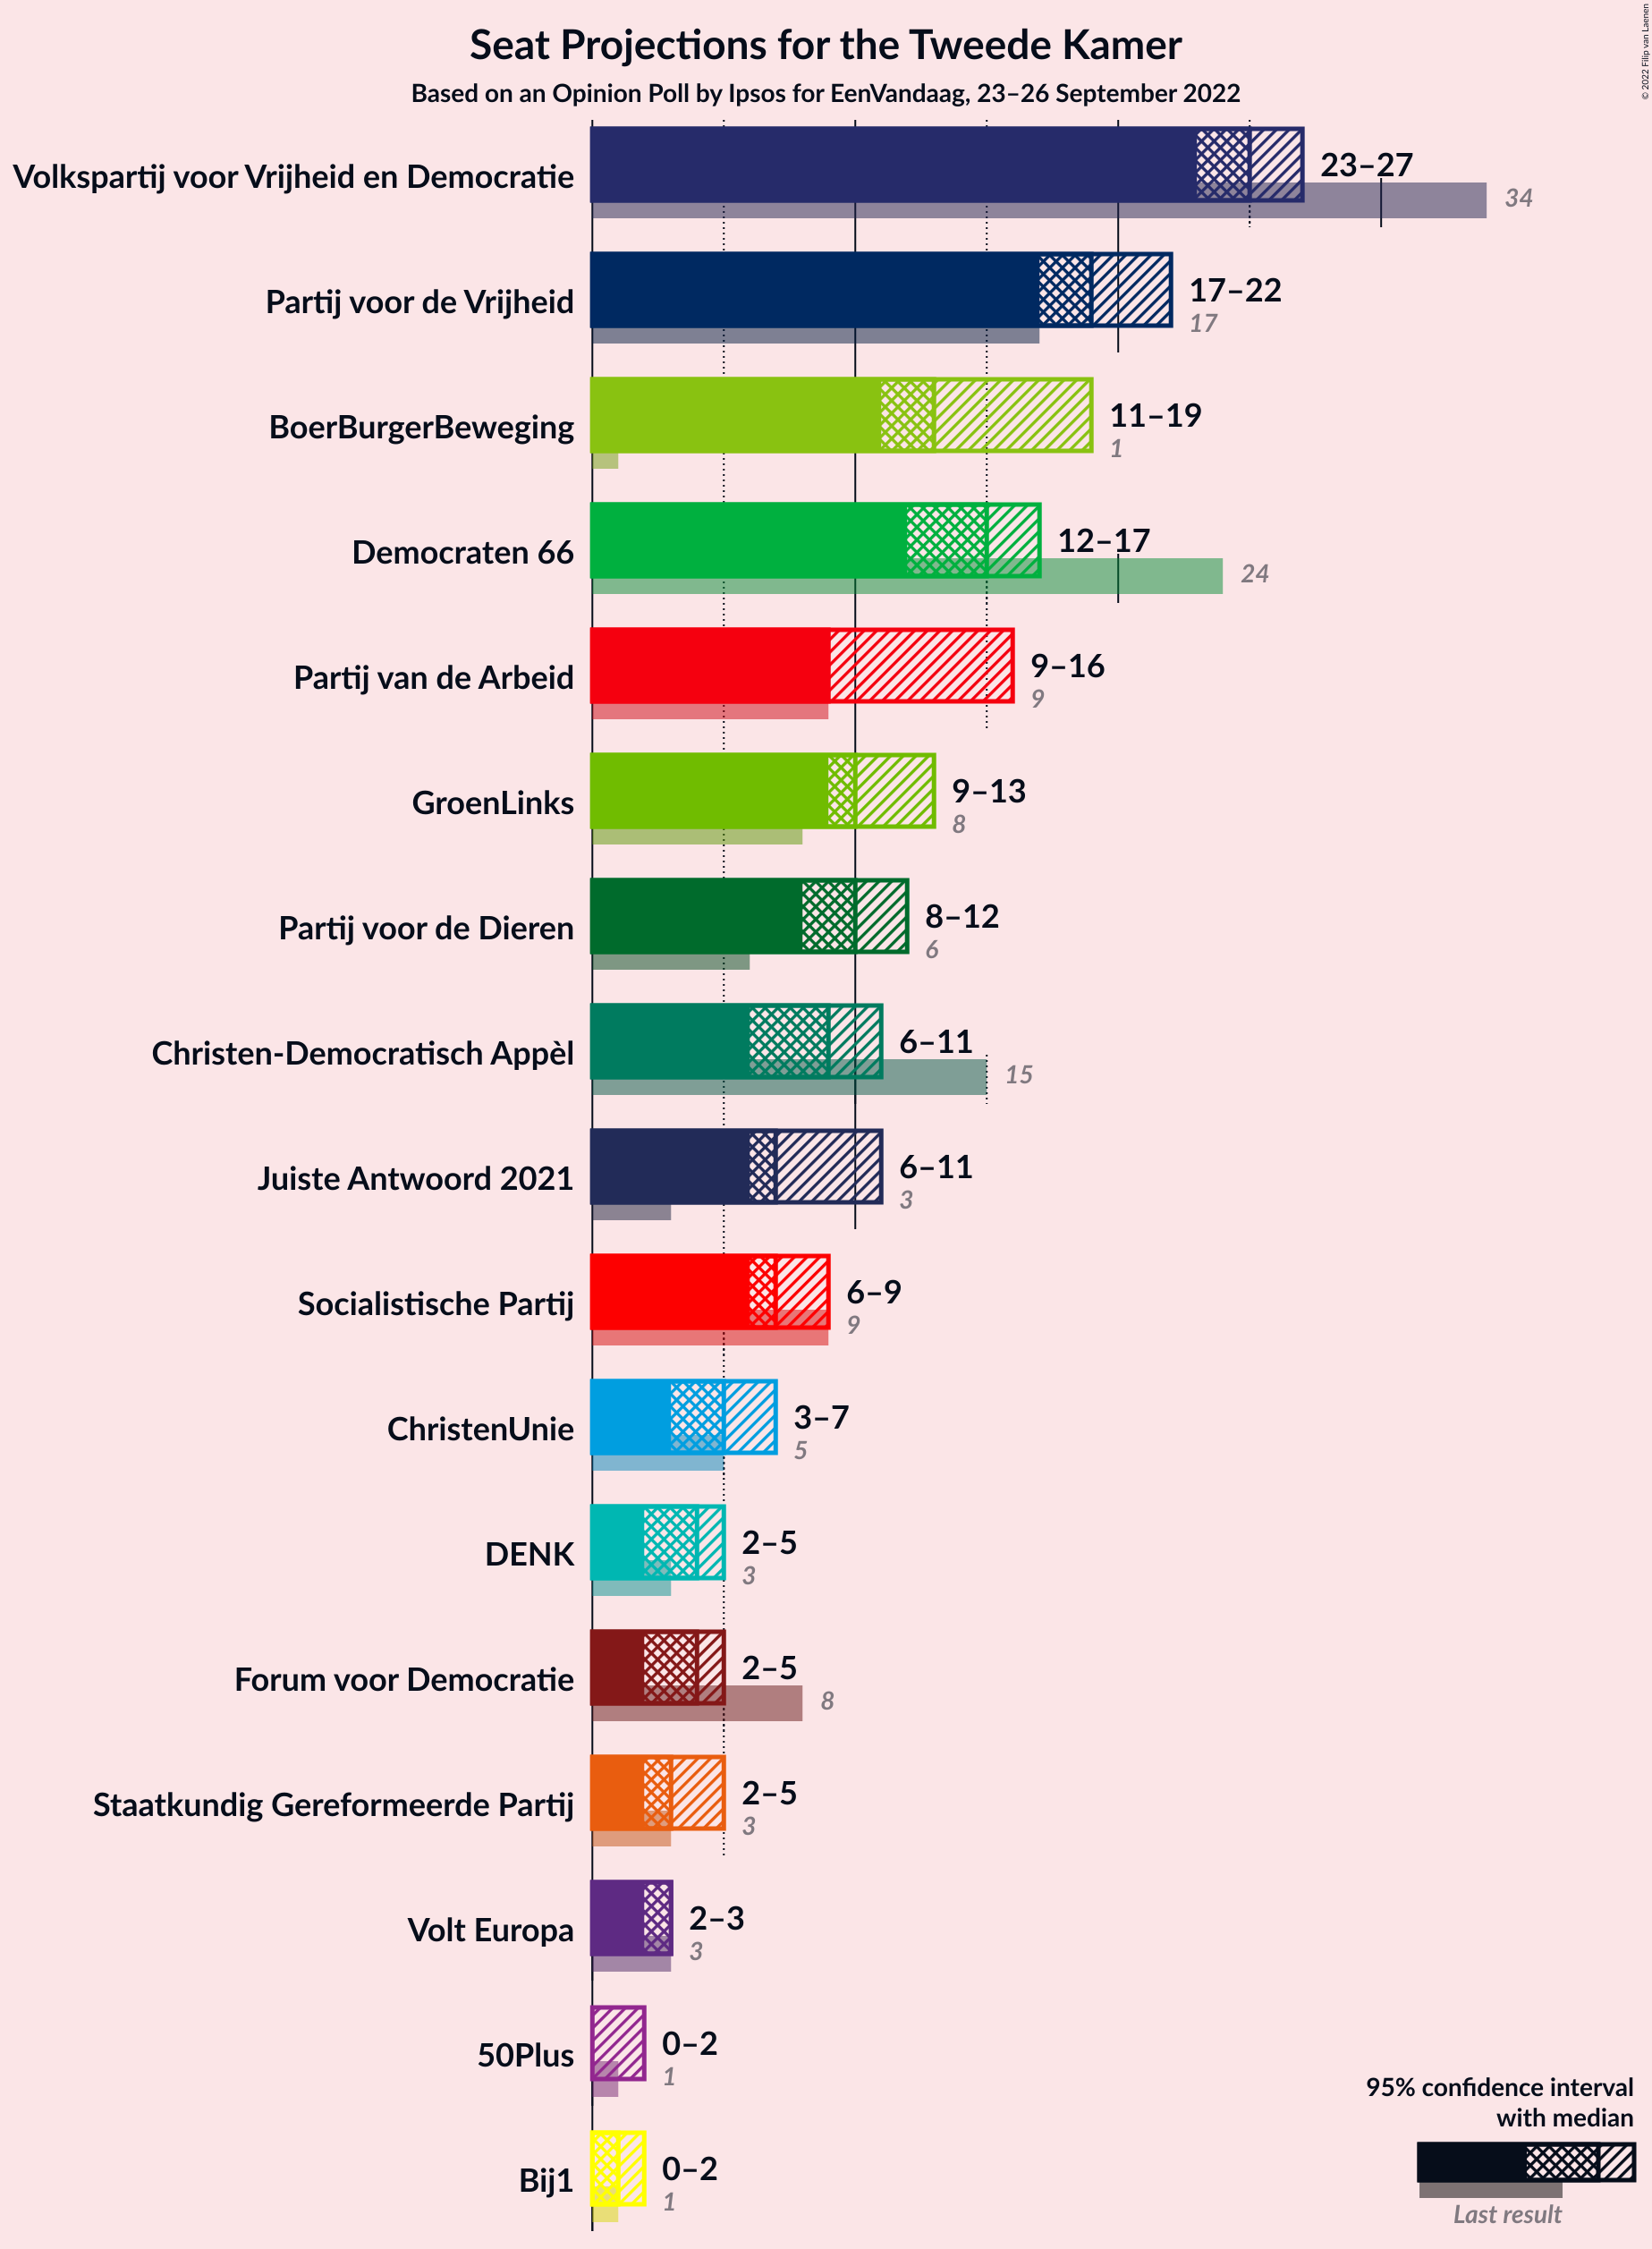 © 2022 Filip van Laenen
Seat Projections for the Tweede Kamer
Based on an Opinion Poll by Ipsos for EenVandaag, 23–26 September 2022
Volkspartij voor Vrijheid en Democratie
23–27
34
Partij voor de Vrijheid
17–22
17
BoerBurgerBeweging
11–19
1
Democraten 66
12–17
24
Partij van de Arbeid
9–16
9
GroenLinks
9–13
8
Partij voor de Dieren
8–12
6
Christen-Democratisch Appèl
6–11
15
Juiste Antwoord 2021
6–11
3
Socialistische Partij
6–9
9
ChristenUnie
3–7
5
DENK
2–5
3
Forum voor Democratie
2–5
8
Staatkundig Gereformeerde Partij
2–5
3
Volt Europa
2–3
3
50Plus
0–2
1
Bij1
0–2
1
95% confidence interval
with median
Last result